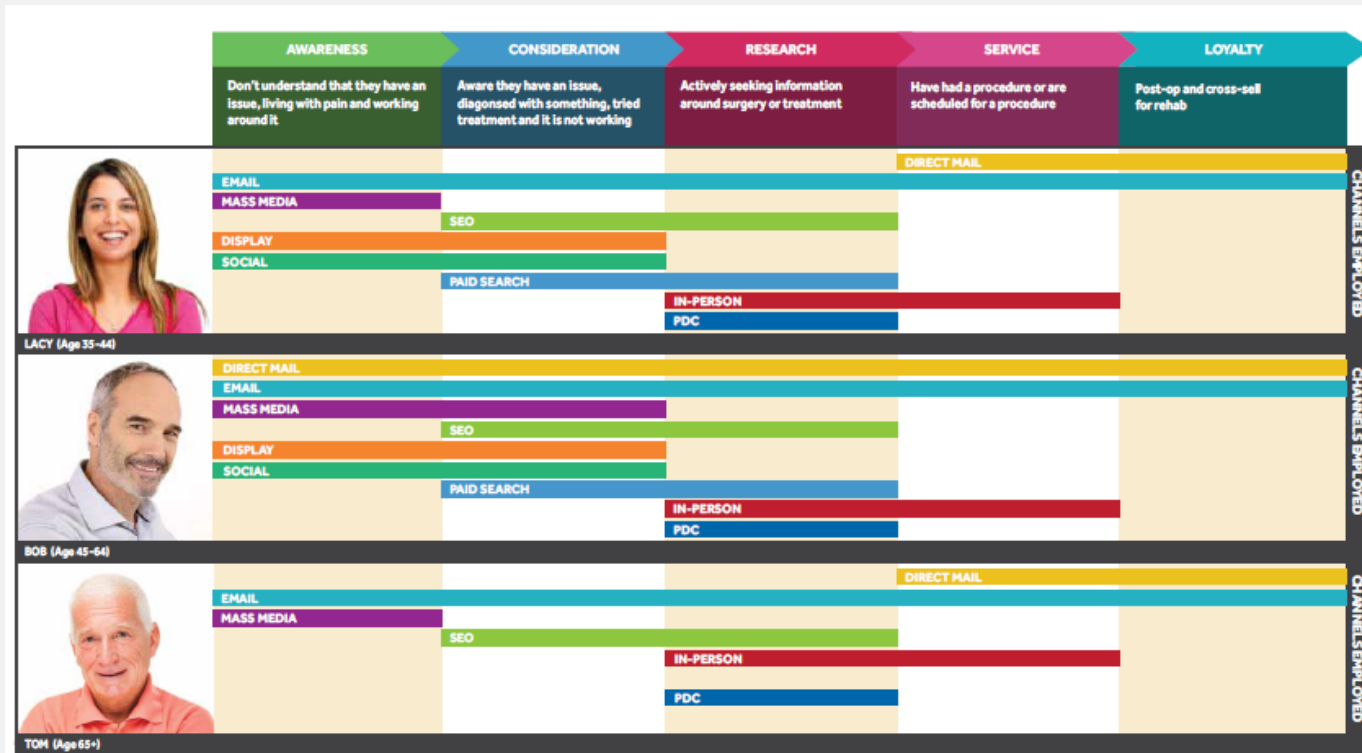 AWARENESS
CONSIDERATION
RESEARCH
SERVICE
LOYALTY
Don't understand that they have an
issue, living with pain and working
around it
Aware they have an issue,
diagonsed with something, tried
treatment and it is not working
Actively seeking information
around surgery or treatment
Have had a procedure or are
scheduled for a procedure
Post-op and cross-sell
for rehab
DIRECT MAIL
EMAIL
MASS MEDIA
SEO
DISPLAY
SOCIAL
PAID SEARCH
IN-PERSON
PDC
CHANNELS EMPLOYED
LACY (Age 35-44)
DIRECT MAIL
EMAIL
MASS MEDIA
SEO
DISPLAY
SOCIAL
PAID SEARCH
IN-PERSON
PDC
CHANNELS EMPLOYED
BOB (Age 45-64)
DIRECT MAIL
EMAIL
MASS MEDIA
SEO
IN-PERSON
PDC
CHANNELS EMPLOYED
TOM (Age 65+)